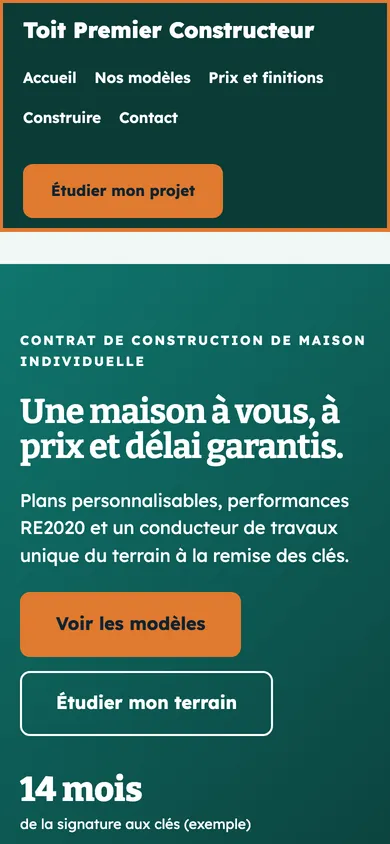 Toit Premier Constructeur
Accueil Nos modèles Prix et finitions
Construire Contact
Étudier mon projet
CONTRAT DE CONSTRUCTION DE MAISON
INDIVIDUELLE
Une maison à vous, à
prix et délai garantis.
Plans personnalisables, performances
RE2020 et un conducteur de travaux
unique du terrain à la remise des clés.
Voir les modèles
Étudier mon terrain
14 mois
de la signature aux clés (exemple)